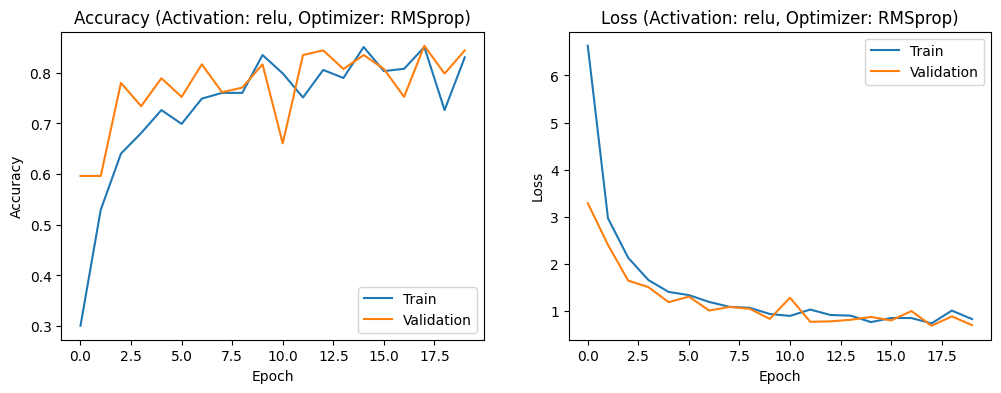 Accuracy (Activation: relu, Optimizer: RMSprop)
0.8
0.7
0.6
0.5
0.4
0.3
Accuracy
Train
Validation
0.0 2.5 5.0 7.5 10.0 12.5 15.0 17.5
Epoch
Loss (Activation: relu, Optimizer: RMSprop)
Train
Validation
6
5
4
3
2
1
Loss
0.0 2.5 5.0 7.5 10.0 12.5 15.0 17.5
Epoch